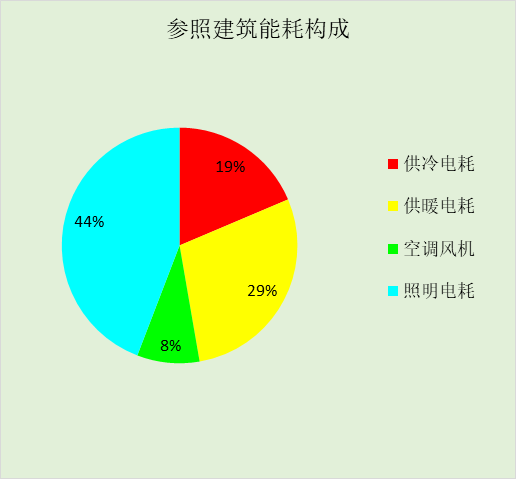 参照建筑能耗构成
19%
29%
8%
44%
供冷电耗
供暖电耗
空调风机
照明电耗